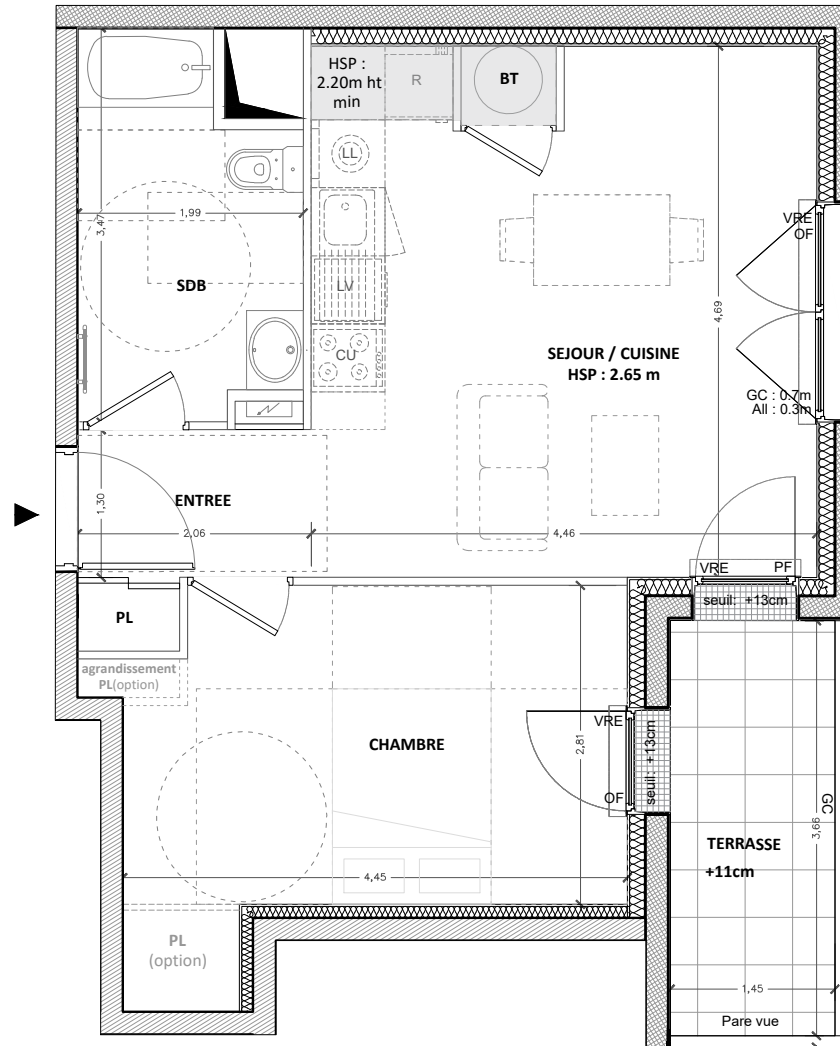 HSP :
2.20m ht
min
R
BT
LL
1,99
3,47
SDB
LV
CU
VRE
OF
4,69
SEJOUR / CUISINE
HSP : 2.65 m
GC : 0.7m
All : 0.3m
ENTREE
1,30
2,06
4,46
VRE
PF
seuil: +13cm
PL
agrandissement
PL(option)
CHAMBRE
2,81
VRE
OF
seuil: +13cm
GC
3,66
TERRASSE
+11cm
4,45
PL
(option)
1,45
Pare vue